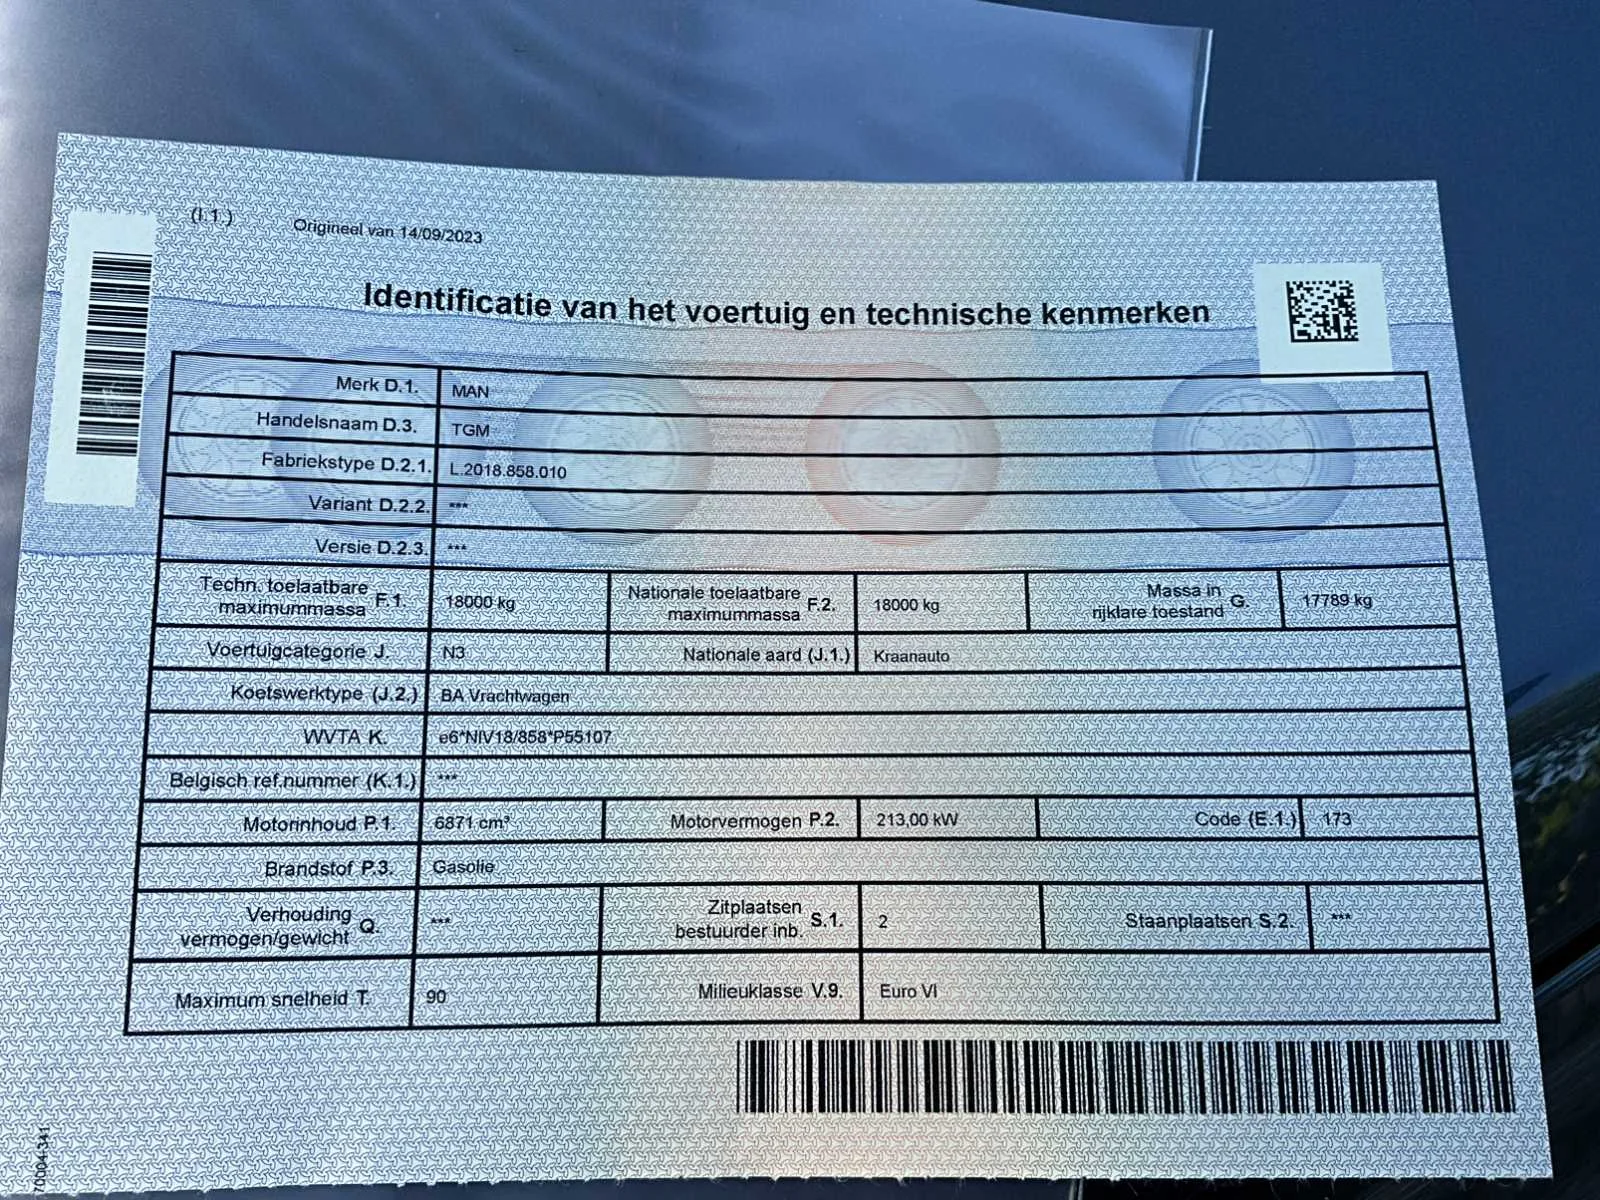 (I.1.) Origineel van 14/09/2023
Identificatie van het voertuig en technische kenmerken
Merk D.1. MAN
Handelsnaam D.3. TGM
Fabriekstype D.2.1. L.2018.858.010
Variant D.2.2. ***
Versie D.2.3. ***
Techn. toelaatbare maximummassa F.1. 18000 kg Nationale toelaatbare maximummassa F.2. 18000 kg Massa in rijklare toestand G. 17789 kg
Voertuigcategorie J. N3 Nationale aard (J.1.) Kraanauto
Koetswerktype (J.2.) BA Vrachtwagen
WVTA K. e6*NIV18/858*P55107
Belgisch ref.nummer (K.1.) ***
Motorinhoud P.1. 6871 cm³ Motorvermogen P.2. 213,00 kW Code (E.1.) 173
Brandstof P.3. Gasolie
Verhouding vermogen/gewicht Q. *** Zitplaatsen bestuurder inb. S.1. 2 Staanplaatsen S.2. ***
Maximum snelheid T. 90 Milieuklasse V.9. Euro VI
70004-341